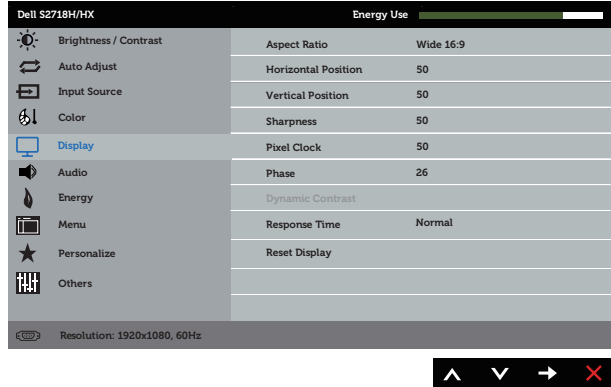 Dell S2718H/HX Energy Use
Brightness / Contrast
Auto Adjust
Input Source
Color
Display
Audio
Energy
Menu
Personalize
Others
Aspect Ratio Wide 16:9
Horizontal Position 50
Vertical Position 50
Sharpness 50
Pixel Clock 50
Phase 26
Dynamic Contrast
Response Time Normal
Reset Display
Resolution: 1920x1080, 60Hz